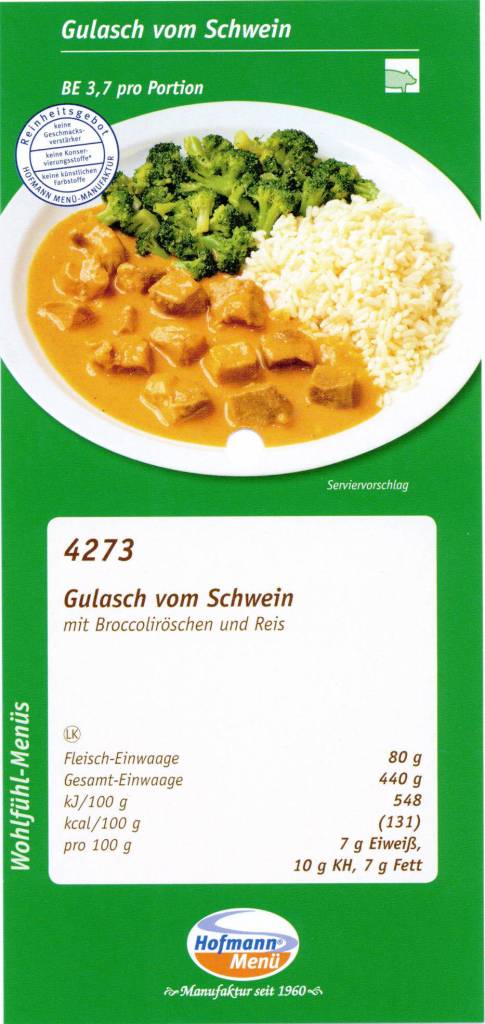 Gulasch vom Schwein
BE 3,7 pro Portion
Reinheitsgebot
keine
Geschmacks-
verstärker
keine Konser-
vierungsstoffe*
keine künstlichen
Farbstoffe
HOFMANN MENÜ-MANUFAKTUR
Serviervorschlag
4273
Gulasch vom Schwein
mit Broccoliröschen und Reis
Wohlfühl-Menüs
LK
Fleisch-Einwaage 80 g
Gesamt-Einwaage 440 g
kJ/100 g 548
kcal/100 g (131)
pro 100 g 7 g Eiweiß,
10 g KH, 7 g Fett
Hofmann®
Menü
Manufaktur seit 1960